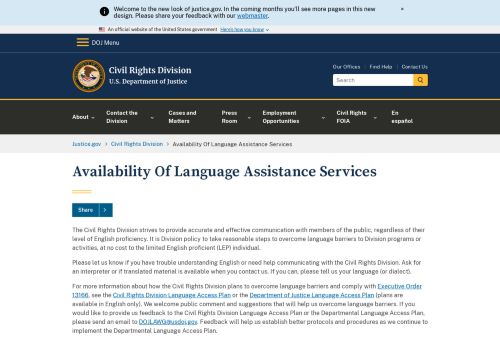 Welcome to the new look of justice.gov. In the coming months you'll see more pages in this new
design. Please share your feedback with our webmaster.
×
An official website of the United States government Here's how you know
DOJ Menu
Civil Rights Division
U.S. Department of Justice
Our Offices | Find Help | Contact Us
Search
About
Contact the
Division
Cases and
Matters
Press
Room
Employment
Opportunities
Civil Rights
FOIA
En
español
Justice.gov > Civil Rights Division > Availability Of Language Assistance Services
Availability Of Language Assistance Services
Share >
The Civil Rights Division strives to provide accurate and effective communication with members of the public, regardless of their
level of English proficiency. It is Division policy to take reasonable steps to overcome language barriers to Division programs or
activities, at no cost to the limited English proficient (LEP) individual.
Please let us know if you have trouble understanding English or need help communicating with the Civil Rights Division. Ask for
an interpreter or if translated material is available when you contact us. If you can, please tell us your language (or dialect).
For more information about how the Civil Rights Division plans to overcome language barriers and comply with Executive Order
13166, see the Civil Rights Division Language Access Plan or the Department of Justice Language Access Plan (plans are
available in English only). We welcome public comments and suggestions that will help us overcome language barriers. If you
would like to provide us feedback to the Civil Rights Division Language Access Plan or the Departmental Language Access Plan,
please send an email to DOJLAWG@usdoj.gov. Feedback will help us establish better protocols and procedures as we continue to
implement the Departmental Language Access Plan.